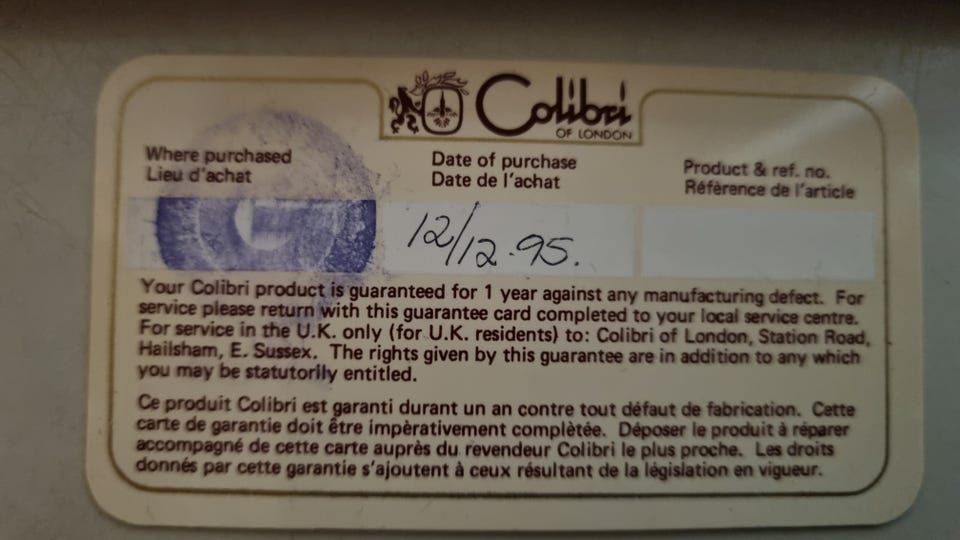 Colibri
OF LONDON
Where purchased
Lieu d'achat
Date of purchase
Date de l'achat
Product & ref. no.
Référence de l'article
12/12.95.
Your Colibri product is guaranteed for 1 year against any manufacturing defect. For
service please return with this guarantee card completed to your local service centre.
For service in the U.K. only (for U.K. residents) to: Colibri of London, Station Road,
Hailsham, E. Sussex. The rights given by this guarantee are in addition to any which
you may be statutorily entitled.
Ce produit Colibri est garanti durant un an contre tout défaut de fabrication. Cette
carte de garantie doit être impèrativement complètée. Déposer le produit à réparer
accompagné de cette carte auprès du revendeur Colibri le plus proche. Les droits
donnés par cette garantie s'ajoutent à ceux résultant de la législation en vigueur.